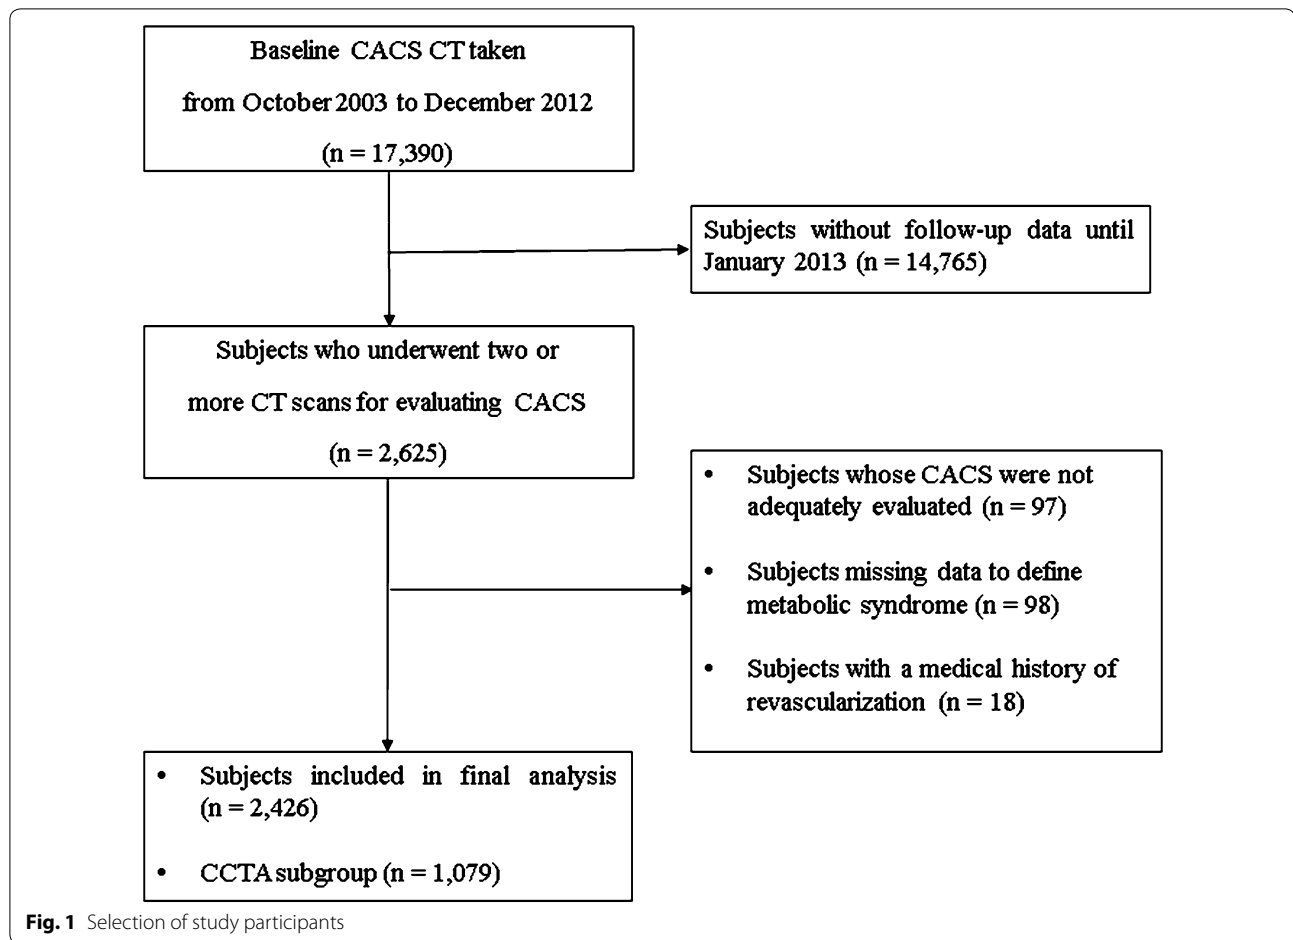 Baseline CACS CT taken
from October 2003 to December 2012
(n = 17,390)
Subjects without follow-up data until
January 2013 (n = 14,765)
Subjects who underwent two or
more CT scans for evaluating CACS
(n = 2,625)
• Subjects whose CACS were not
adequately evaluated (n = 97)
• Subjects missing data to define
metabolic syndrome (n = 98)
• Subjects with a medical history of
revascularization (n = 18)
• Subjects included in final analysis
(n = 2,426)
• CCTA subgroup (n = 1,079)
Fig. 1 Selection of study participants